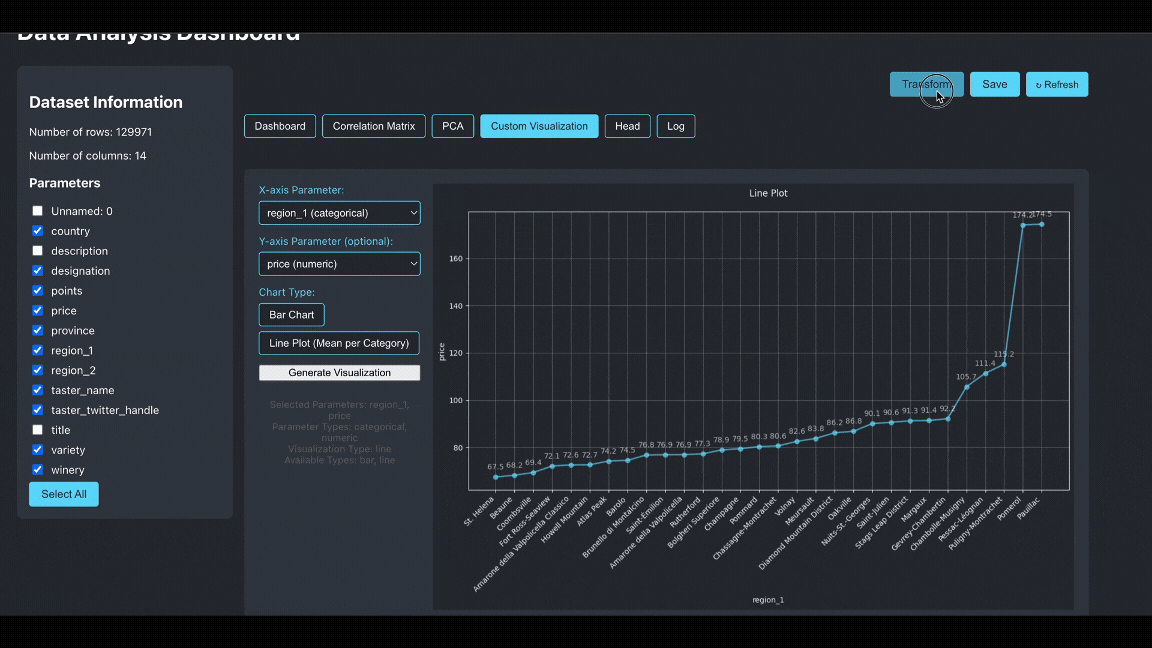 Data Analysis Dashboard
Transform
Save
↻ Refresh
Dataset Information
Number of rows: 129971
Number of columns: 14
Parameters
Unnamed: 0
country
description
designation
points
price
province
region_1
region_2
taster_name
taster_twitter_handle
title
variety
winery
Select All
Dashboard
Correlation Matrix
PCA
Custom Visualization
Head
Log
X-axis Parameter:
region_1 (categorical)
Y-axis Parameter (optional):
price (numeric)
Chart Type:
Bar Chart
Line Plot (Mean per Category)
Generate Visualization
Selected Parameters: region_1,
price
Parameter Types: categorical,
numeric
Visualization Type: line
Available Types: bar, line
Line Plot
price
160
140
120
100
80
67.5
68.2
69.4
72.1
72.6
72.7
74.2
74.5
76.8
76.9
76.9
77.3
78.9
79.5
80.3
80.6
82.6
83.8
86.2
86.8
90.1
90.6
91.3
91.4
92.2
105.7
111.4
115.2
174.2
174.5
St. Helena
Beaune
Coombsville
Fort Ross-Seaview
Amarone della Valpolicella Classico
Howell Mountain
Atlas Peak
Barolo
Brunello di Montalcino
Saint-Émilion
Amarone della Valpolicella
Rutherford
Bolgheri Superiore
Champagne
Pommard
Chassagne-Montrachet
Volnay
Meursault
Diamond Mountain District
Oakville
Nuits-St.-Georges
Saint-Julien
Stags Leap District
Margaux
Gevrey-Chambertin
Chambolle-Musigny
Pessac-Léognan
Puligny-Montrachet
Pomerol
Pauillac
region_1